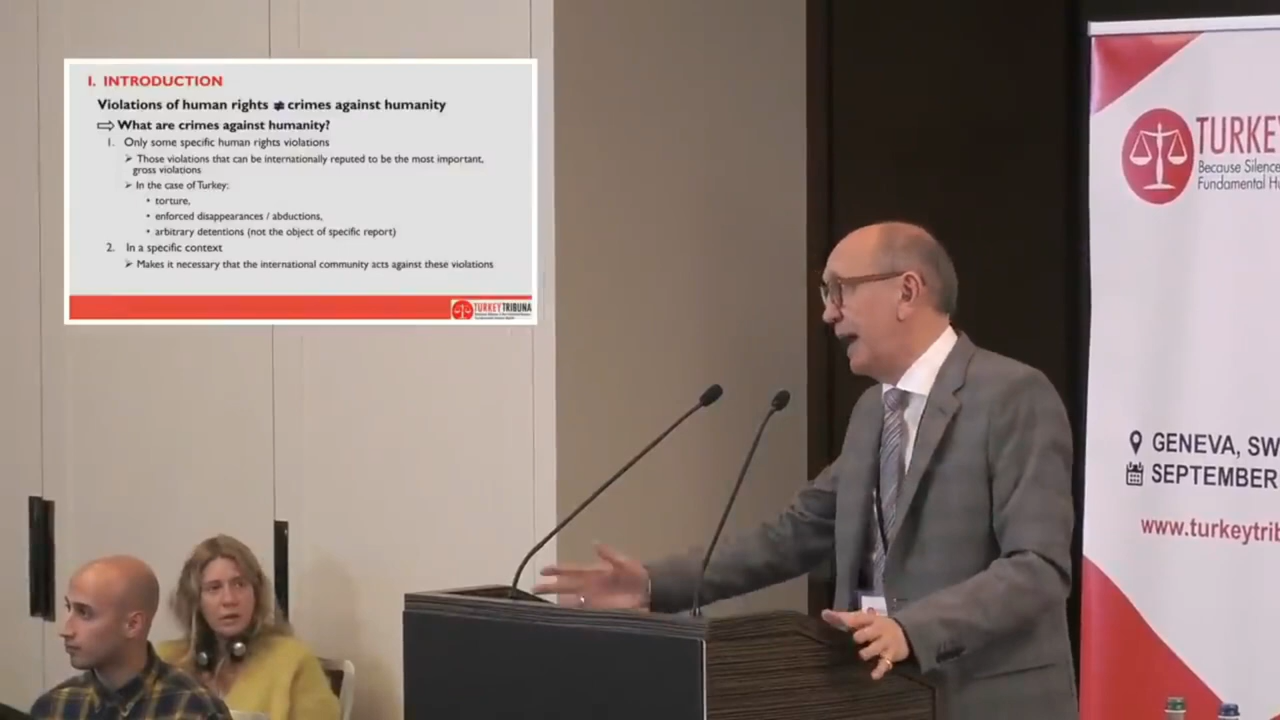 I. INTRODUCTION
Violations of human rights ≠ crimes against humanity
⇨ What are crimes against humanity?
1. Only some specific human rights violations
➢ Those violations that can be internationally reputed to be the most important,
gross violations
➢ In the case of Turkey:
• torture,
• enforced disappearances / abductions,
• arbitrary detentions (not the object of specific report)
2. In a specific context
➢ Makes it necessary that the international community acts against these violations
TURKEY TRIBUNA
TURKEY
Because Silence
Fundamental Hu
GENEVA, SW
SEPTEMBER
www.turkeytrib